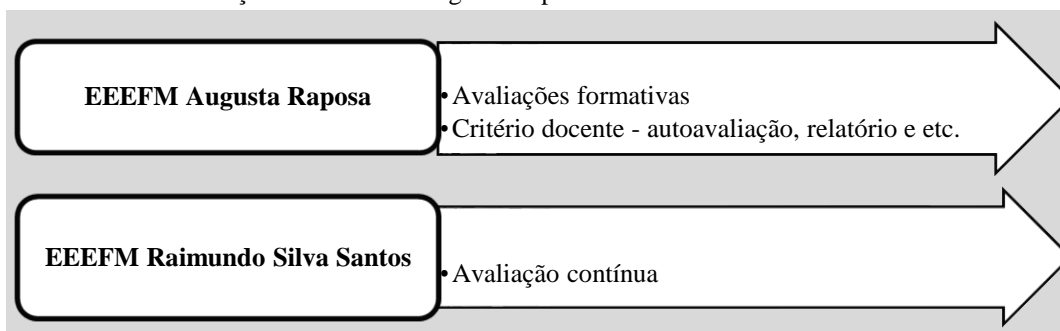 EEEFM Augusta Raposa
•Avaliações formativas
•Critério docente - autoavaliação, relatório e etc.
EEEFM Raimundo Silva Santos
•Avaliação contínua